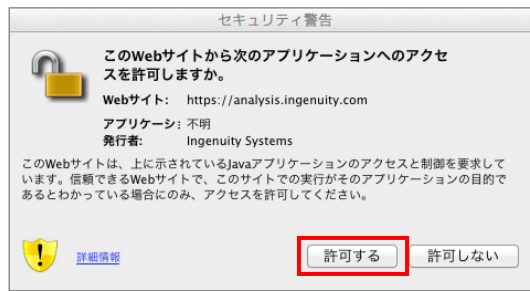 セキュリティ警告
このWebサイトから次のアプリケーションへのアクセ
スを許可しますか。
Webサイト: https://analysis.ingenuity.com
アプリケーシ: 不明
発行者: Ingenuity Systems
このWebサイトは、上に示されているJavaアプリケーションのアクセスと制御を要求して
います。信頼できるWebサイトで、このサイトでの実行がそのアプリケーションの目的で
あるとわかっている場合にのみ、アクセスを許可してください。
詳細情報 許可する 許可しない